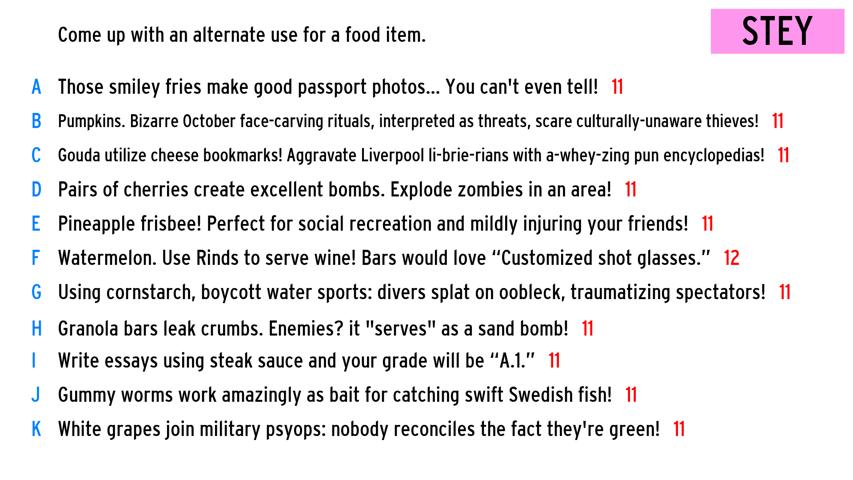 Come up with an alternate use for a food item.
STEY
A Those smiley fries make good passport photos... You can't even tell! 11
B Pumpkins. Bizarre October face-carving rituals, interpreted as threats, scare culturally-unaware thieves! 11
C Gouda utilize cheese bookmarks! Aggravate Liverpool li-brie-rians with a-whey-zing pun encyclopedias! 11
D Pairs of cherries create excellent bombs. Explode zombies in an area! 11
E Pineapple frisbee! Perfect for social recreation and mildly injuring your friends! 11
F Watermelon. Use Rinds to serve wine! Bars would love “Customized shot glasses.” 12
G Using cornstarch, boycott water sports: divers splat on oobleck, traumatizing spectators! 11
H Granola bars leak crumbs. Enemies? it "serves" as a sand bomb! 11
I Write essays using steak sauce and your grade will be “A.1.” 11
J Gummy worms work amazingly as bait for catching swift Swedish fish! 11
K White grapes join military psyops: nobody reconciles the fact they're green! 11